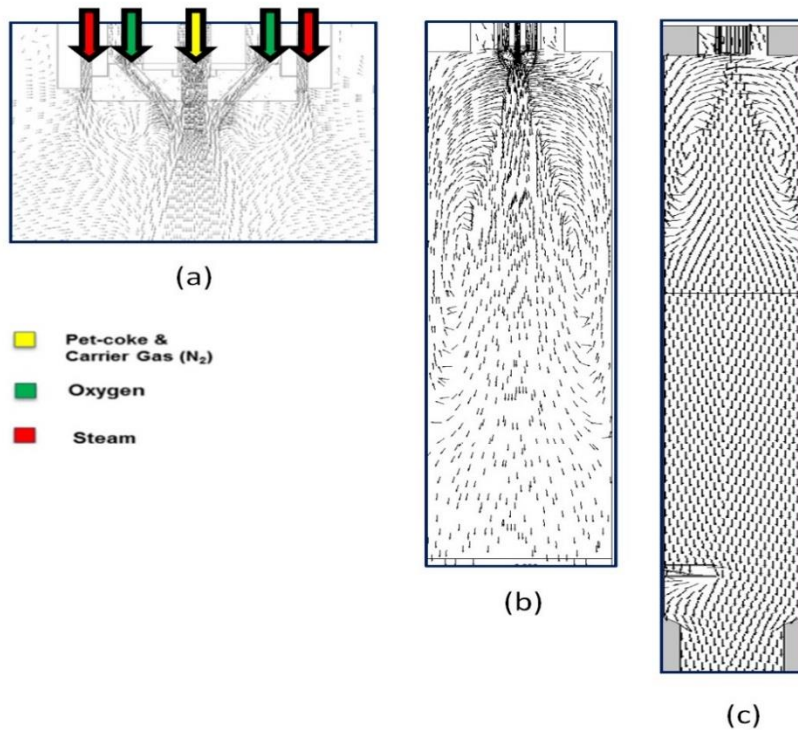 (a)
Pet-coke &
Carrier Gas (N₂)
Oxygen
Steam
(b)
(c)